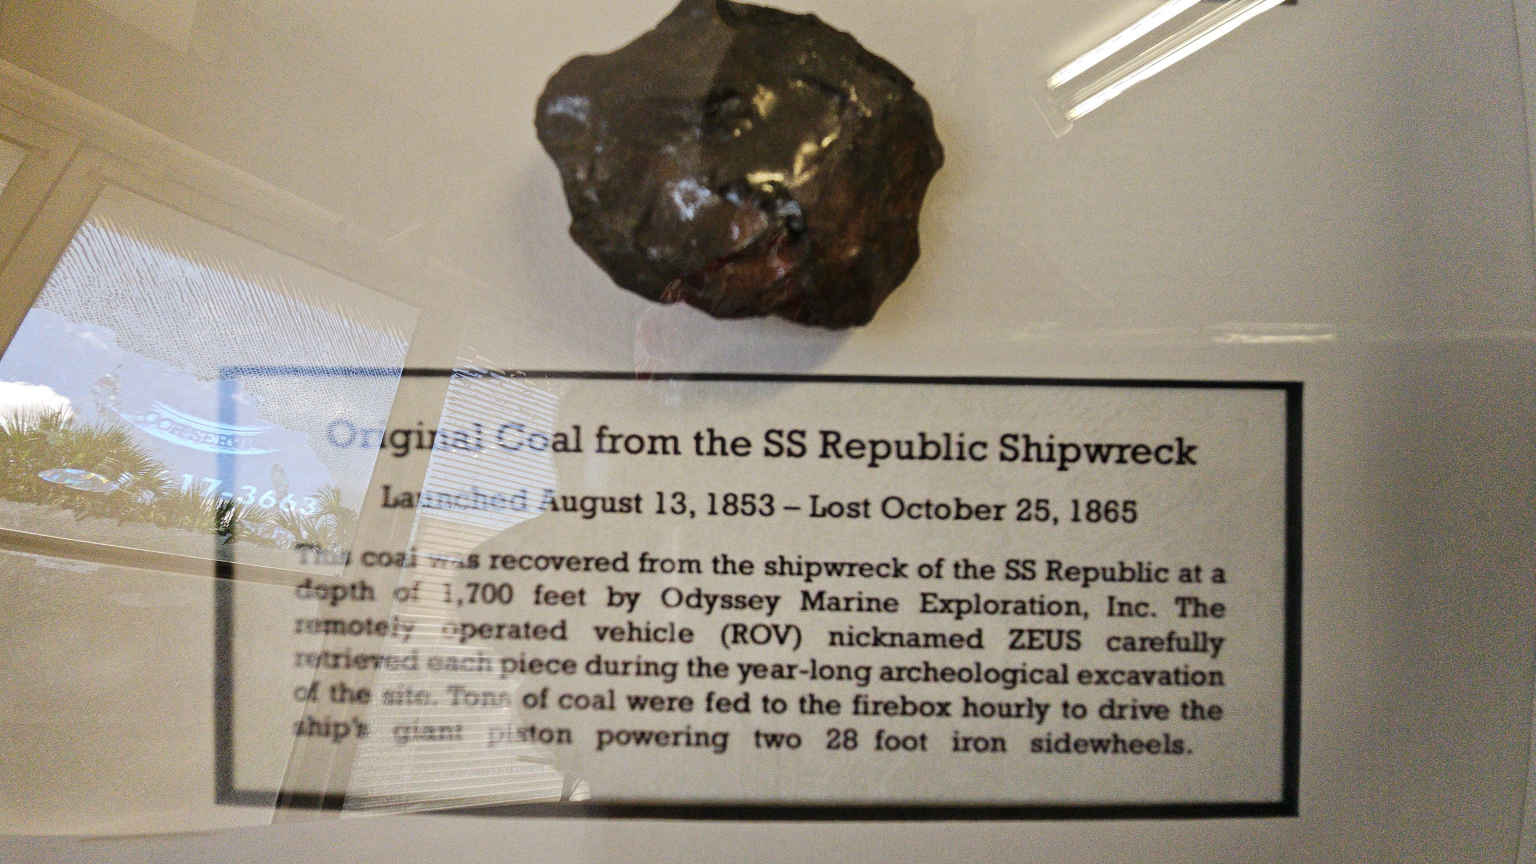 Original Coal from the SS Republic Shipwreck
Launched August 13, 1853 – Lost October 25, 1865
This coal was recovered from the shipwreck of the SS Republic at a
depth of 1,700 feet by Odyssey Marine Exploration, Inc. The
remotely operated vehicle (ROV) nicknamed ZEUS carefully
retrieved each piece during the year-long archeological excavation
of the site. Tons of coal were fed to the firebox hourly to drive the
ship's giant piston powering two 28 foot iron sidewheels.
17-3663